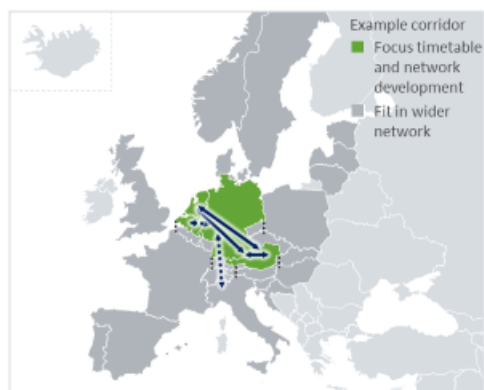 Example corridor
Focus timetable
and network
development
Fit in wider
network